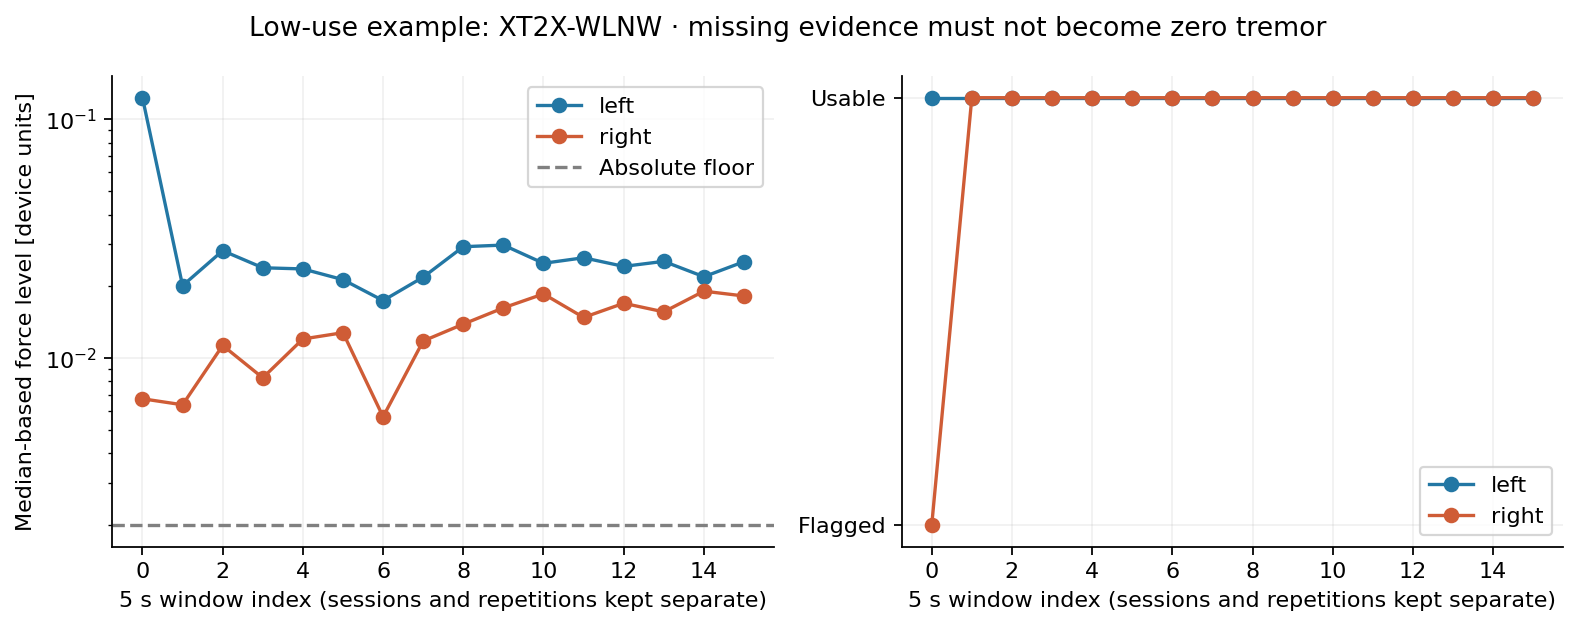 Low-use example: XT2X-WLNW · missing evidence must not become zero tremor
Median-based force level [device units]
10⁻¹
10⁻²
left
right
Absolute floor
0 2 4 6 8 10 12 14
5 s window index (sessions and repetitions kept separate)
Usable
Flagged
left
right
0 2 4 6 8 10 12 14
5 s window index (sessions and repetitions kept separate)